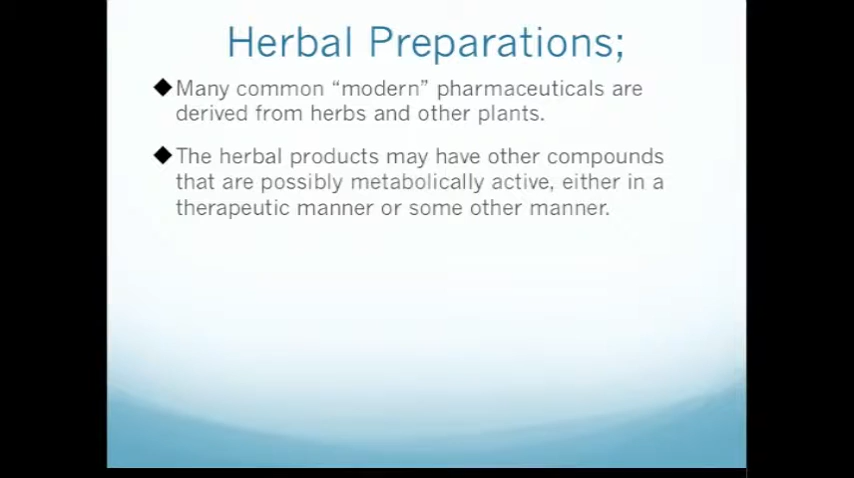 Herbal Preparations;
◆Many common “modern” pharmaceuticals are
derived from herbs and other plants.
◆The herbal products may have other compounds
that are possibly metabolically active, either in a
therapeutic manner or some other manner.